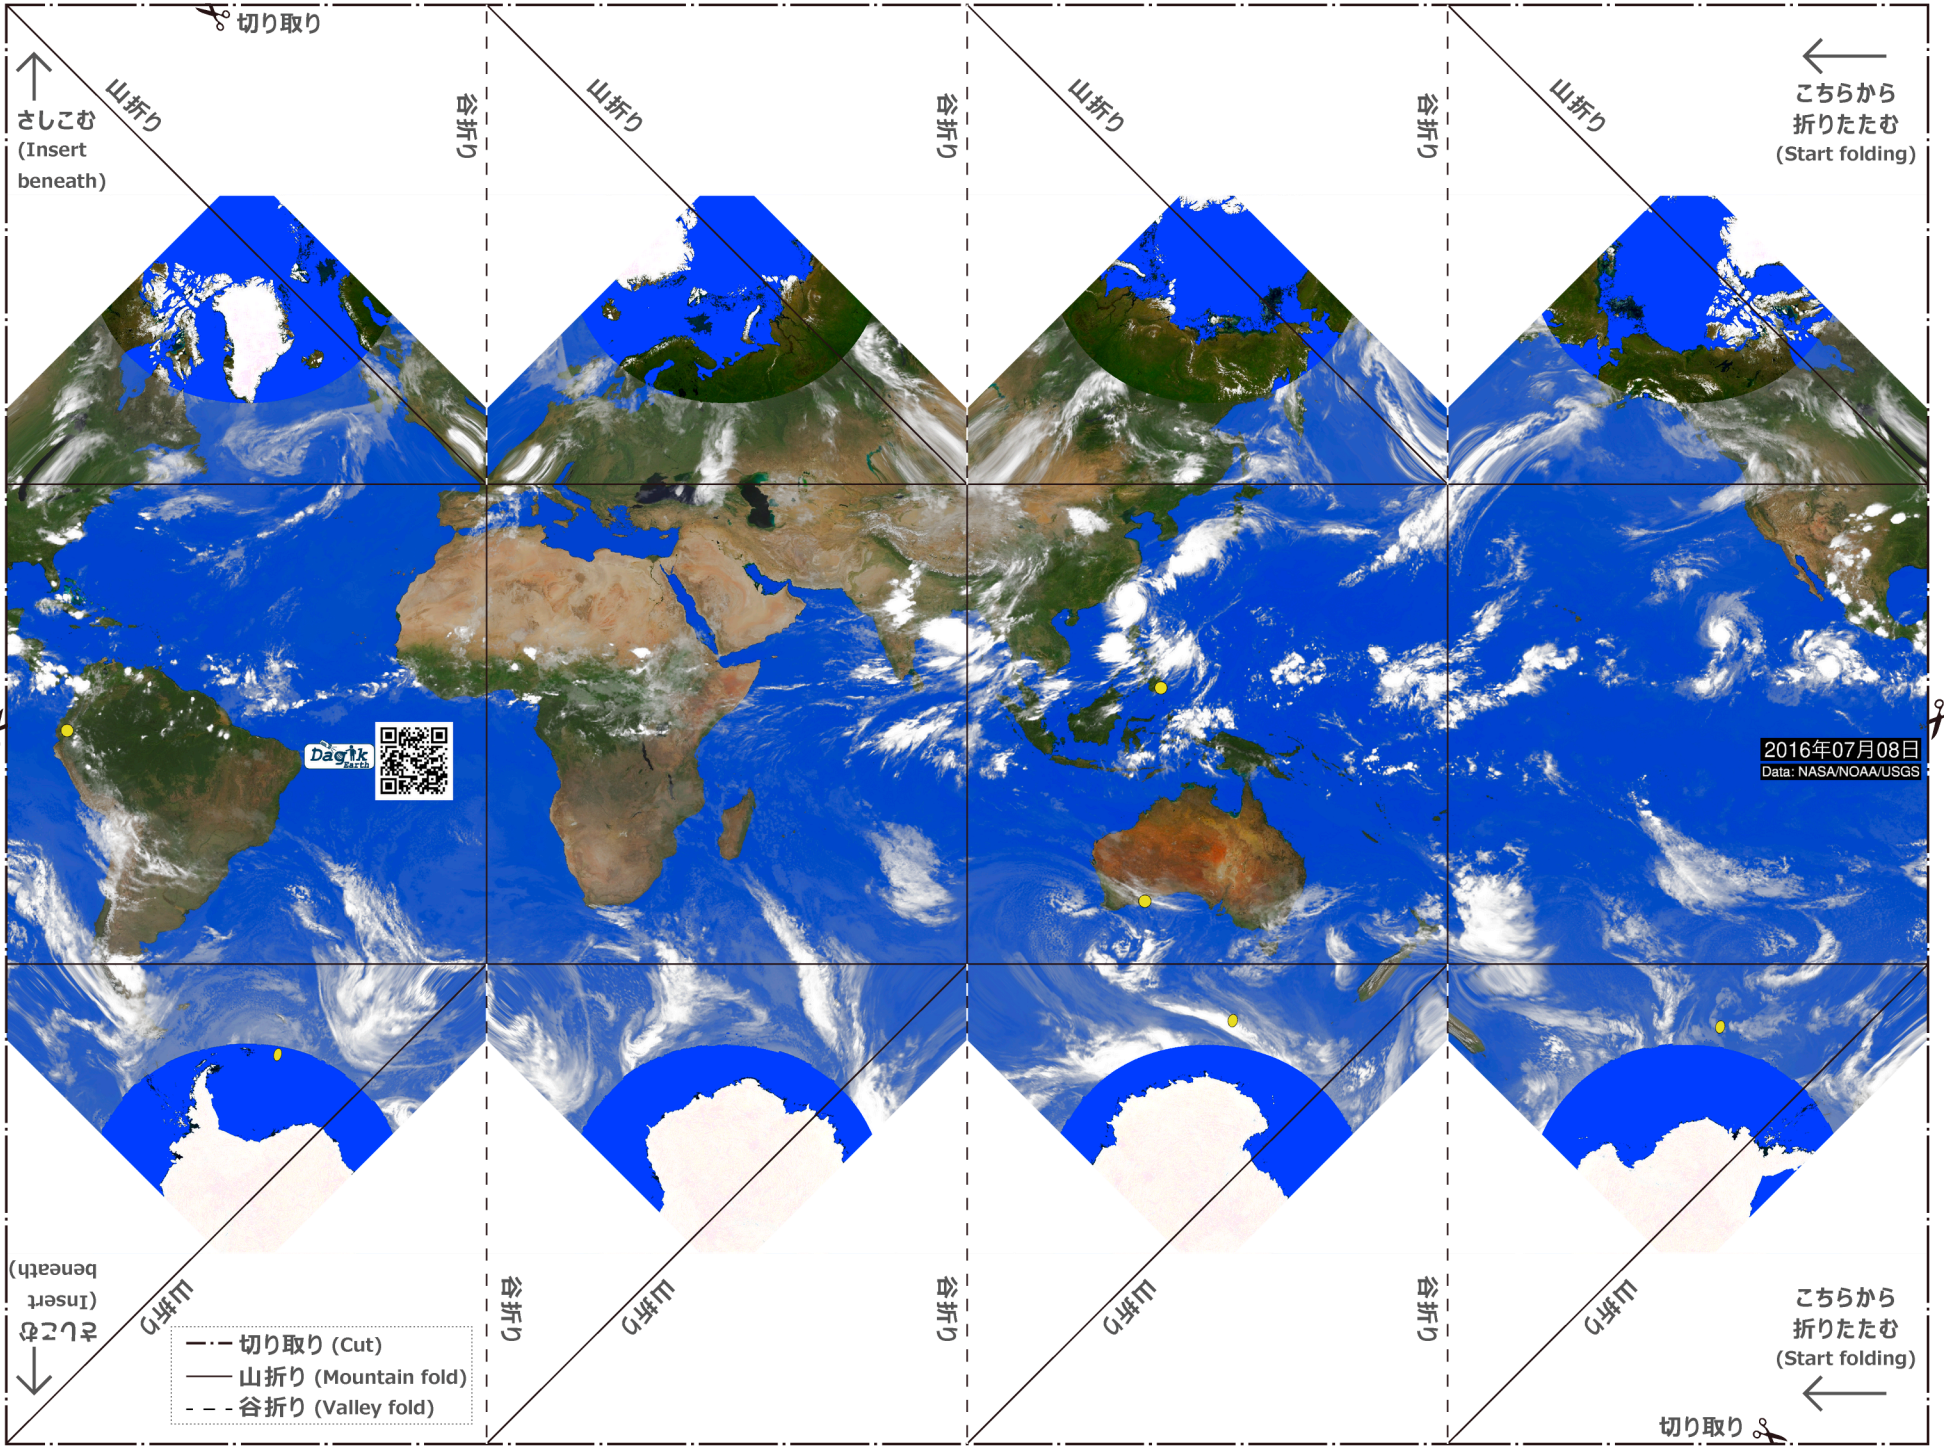 切り取り
山折り
谷折り
山折り
谷折り
山折り
谷折り
山折り
さしこむ
(Insert
beneath)
こちらから
折りたたむ
(Start folding)
Dagik
Earth
2016年07月08日
Data: NASA/NOAA/USGS
さしこむ
(Insert
beneath)
山折り
谷折り
山折り
谷折り
山折り
谷折り
山折り
こちらから
折りたたむ
(Start folding)
切り取り (Cut)
山折り (Mountain fold)
谷折り (Valley fold)
切り取り